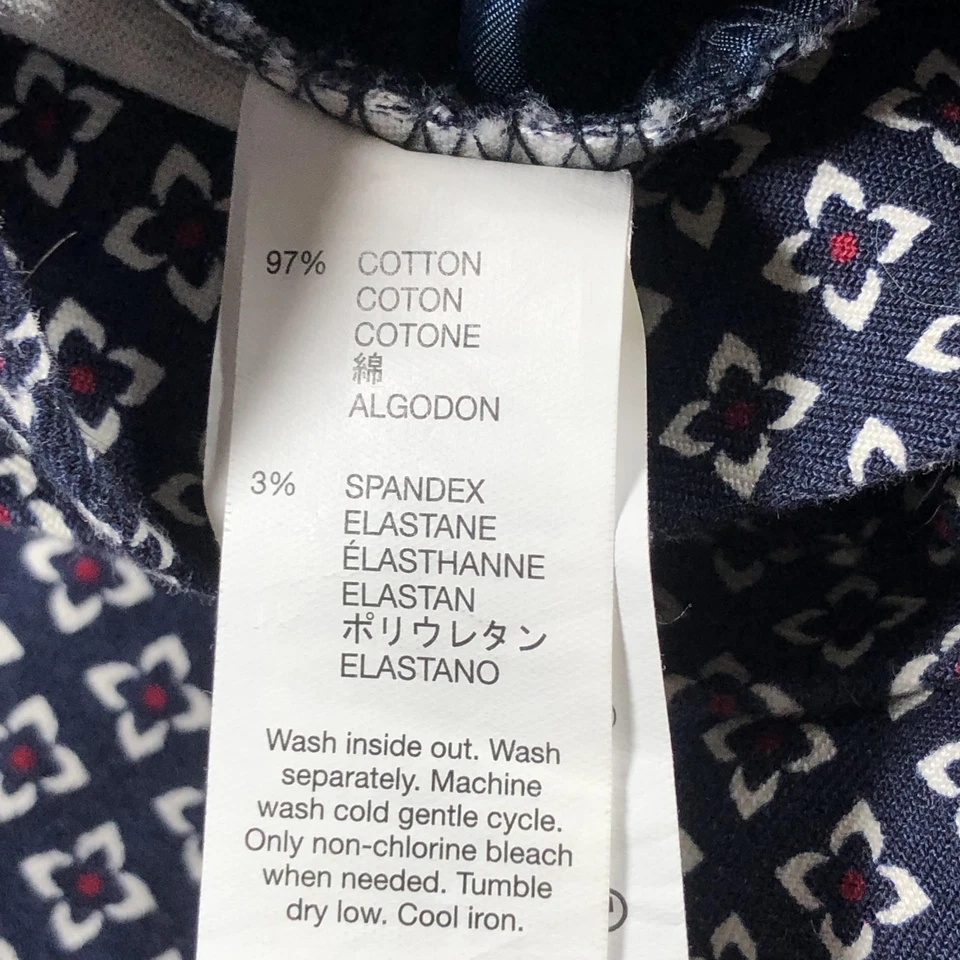 97% COTTON
COTON
COTONE
綿
ALGODON
3% SPANDEX
ELASTANE
ÉLASTHANNE
ELASTAN
ポリウレタン
ELASTANO
Wash inside out. Wash
separately. Machine
wash cold gentle cycle.
Only non-chlorine bleach
when needed. Tumble
dry low. Cool iron.